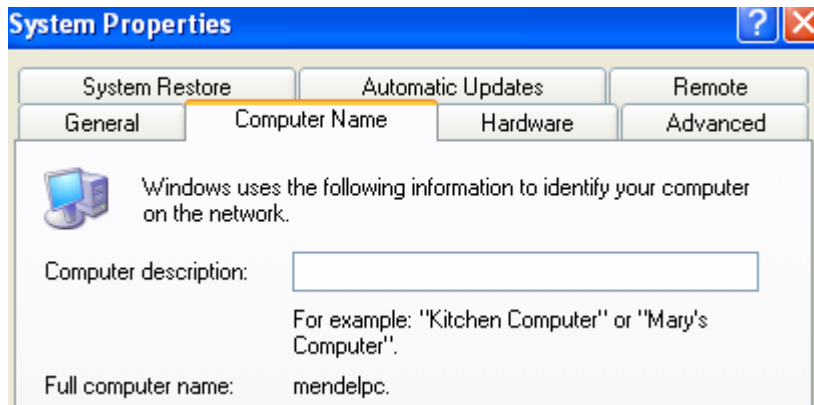 System Properties
?
System Restore Automatic Updates Remote
General Computer Name Hardware Advanced
Windows uses the following information to identify your computer
on the network.
Computer description:
For example: "Kitchen Computer" or "Mary's
Computer".
Full computer name: mendelpc.